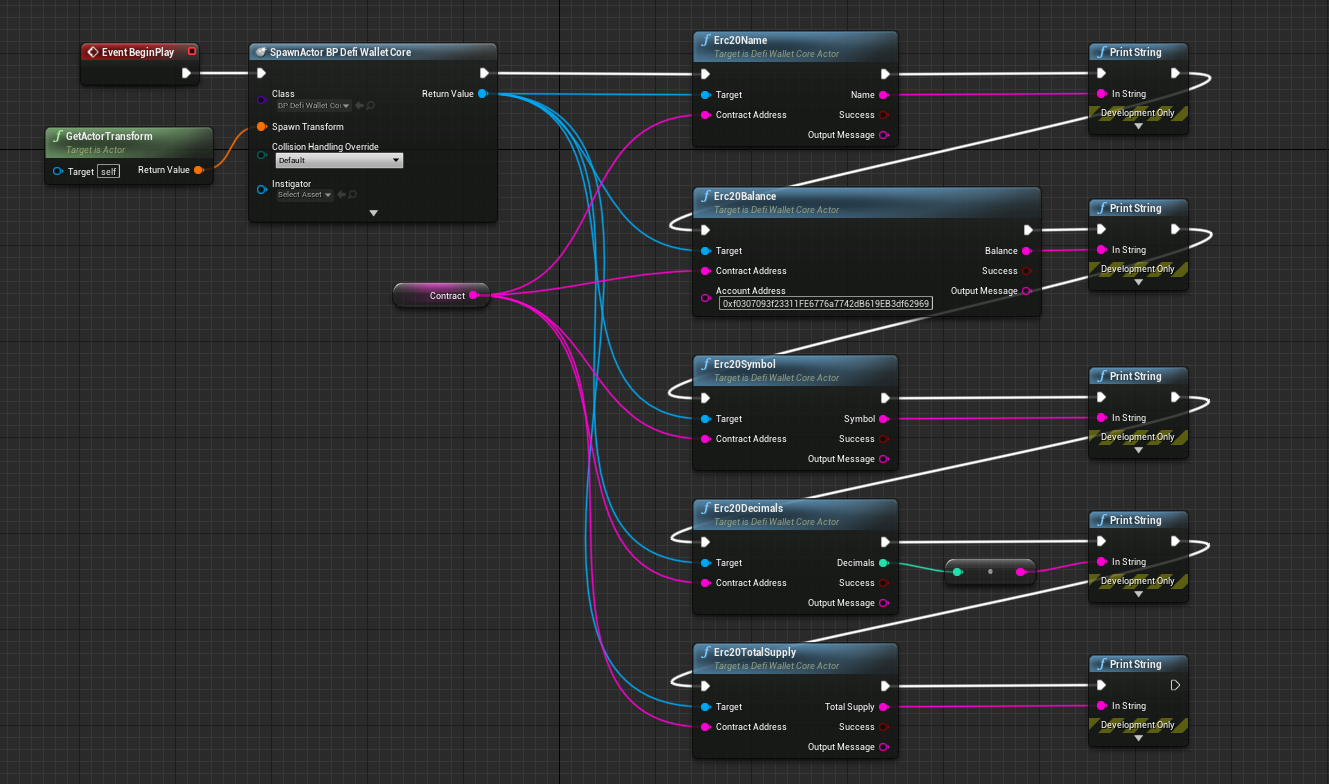 Event BeginPlay
SpawnActor BP Defi Wallet Core
Class
BP Defi Wallet Co
Return Value
Spawn Transform
Collision Handling Override
Default
Instigator
Select Asset
GetActorTransform
Target is Actor
Target self
Return Value
Contract
Erc20Name
Target is Defi Wallet Core Actor
Target
Name
Contract Address
Success
Output Message
Print String
In String
Development Only
Erc20Balance
Target is Defi Wallet Core Actor
Target
Balance
Contract Address
Success
Account Address
Output Message
0xf0307093f23311FE6776a7742dB619EB3df62969
Print String
In String
Development Only
Erc20Symbol
Target is Defi Wallet Core Actor
Target
Symbol
Contract Address
Success
Output Message
Print String
In String
Development Only
Erc20Decimals
Target is Defi Wallet Core Actor
Target
Decimals
Contract Address
Success
Output Message
Print String
In String
Development Only
Erc20TotalSupply
Target is Defi Wallet Core Actor
Target
Total Supply
Contract Address
Success
Output Message
Print String
In String
Development Only